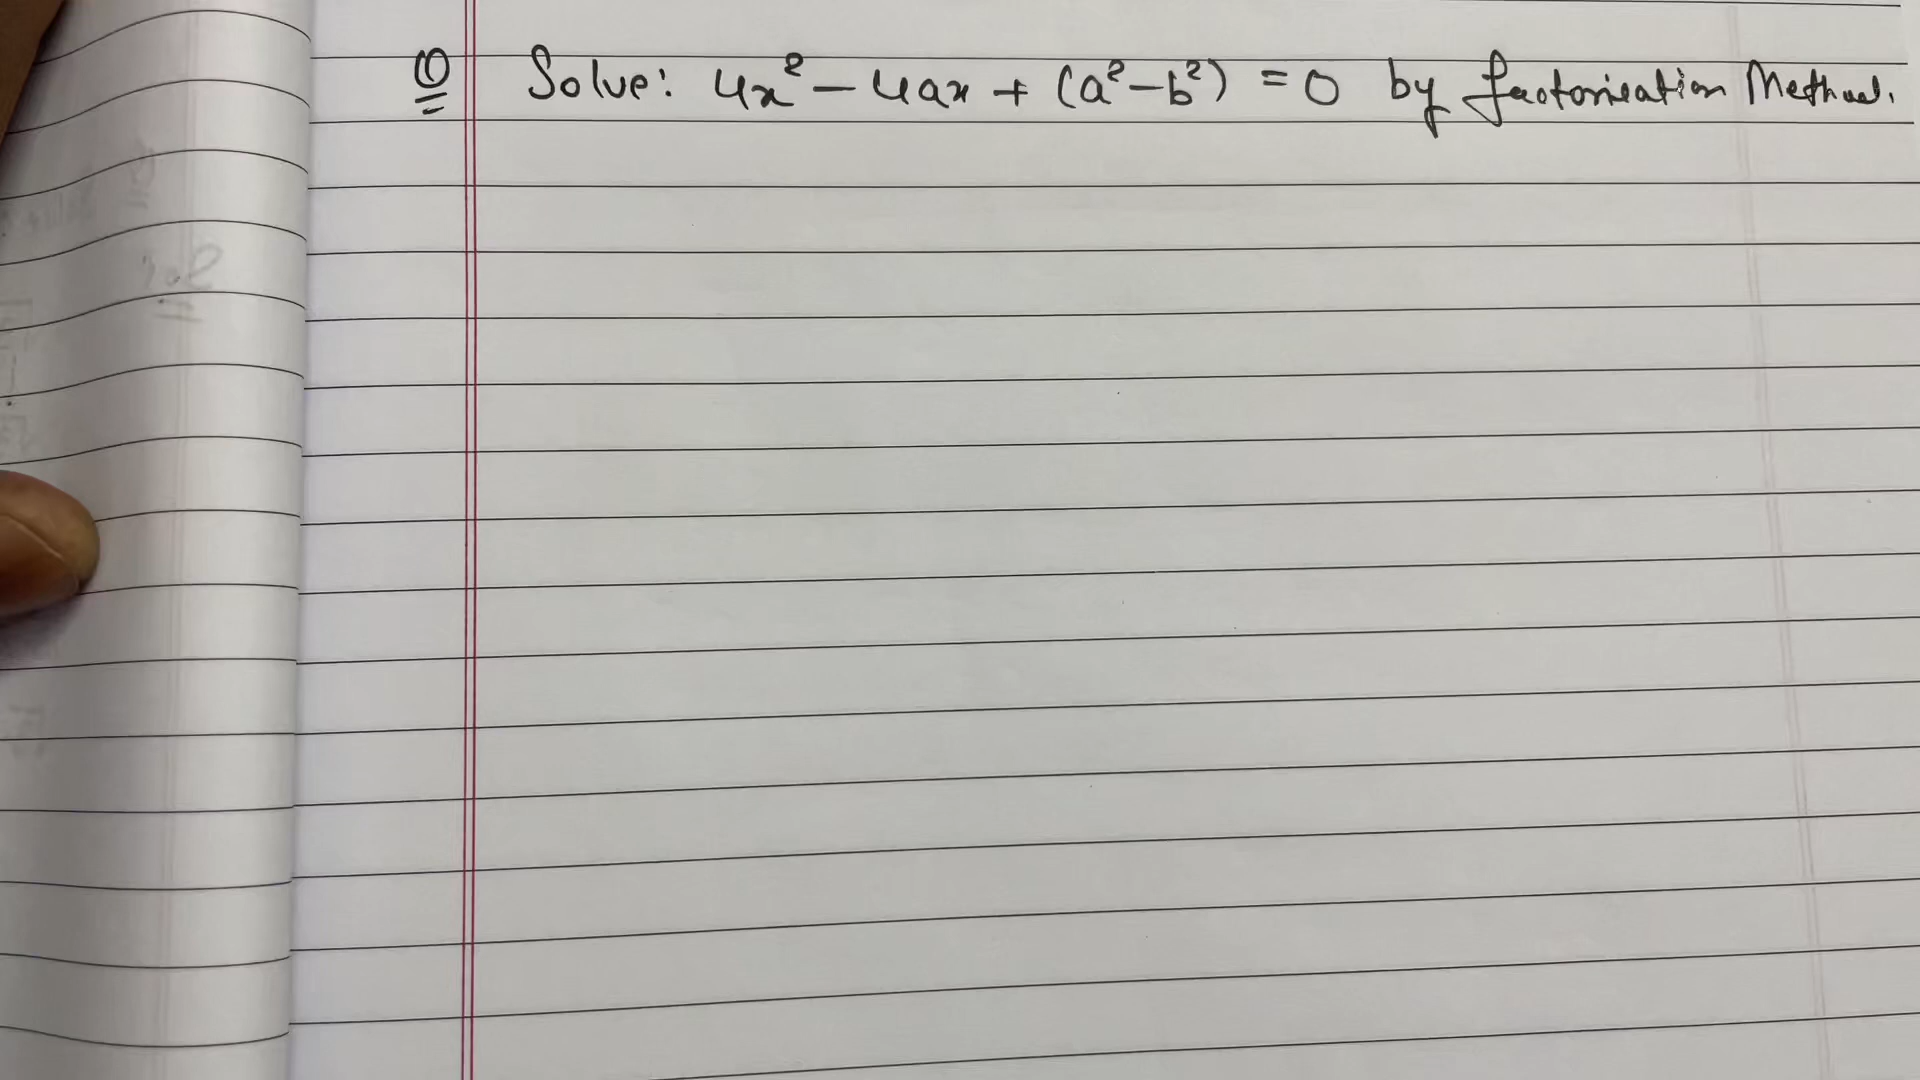 Q Solve: 4x² - 4ax + (a² - b²) = 0 by factorisation Method.